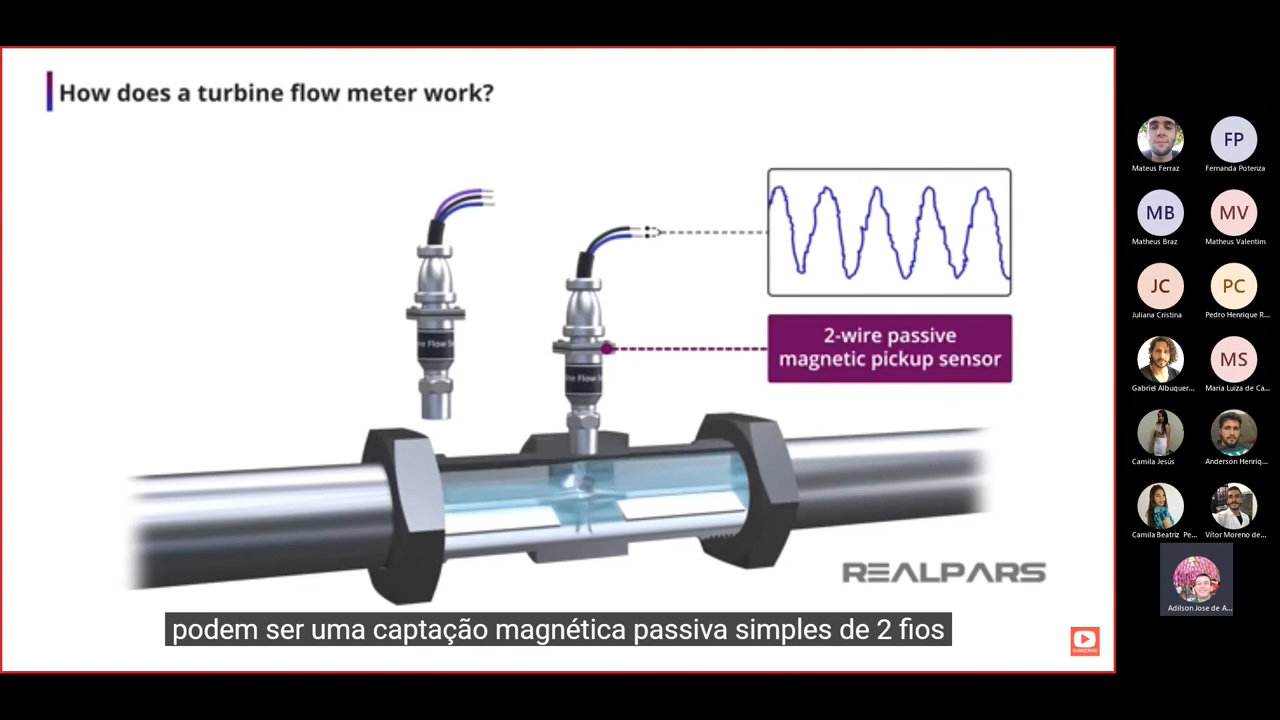 How does a turbine flow meter work?
2-wire passive
magnetic pickup sensor
REALPARS
podem ser uma captação magnética passiva simples de 2 fios
Mateus Ferraz
FP
Fernanda Potenza
MB
Matheus Braz
MV
Matheus Valentim
JC
Juliana Cristina
PC
Pedro Henrique R...
Gabriel Albuquer...
MS
Maria Luiza de Ca...
Camila Jesús
Anderson Henriq...
Camila Beatriz Pe...
Vítor Moreno de...
Adilson Jose de A...